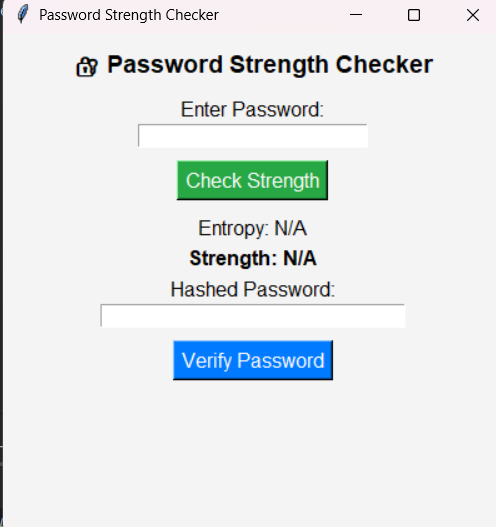 Password Strength Checker
🔐 Password Strength Checker
Enter Password:
Check Strength
Entropy: N/A
Strength: N/A
Hashed Password:
Verify Password